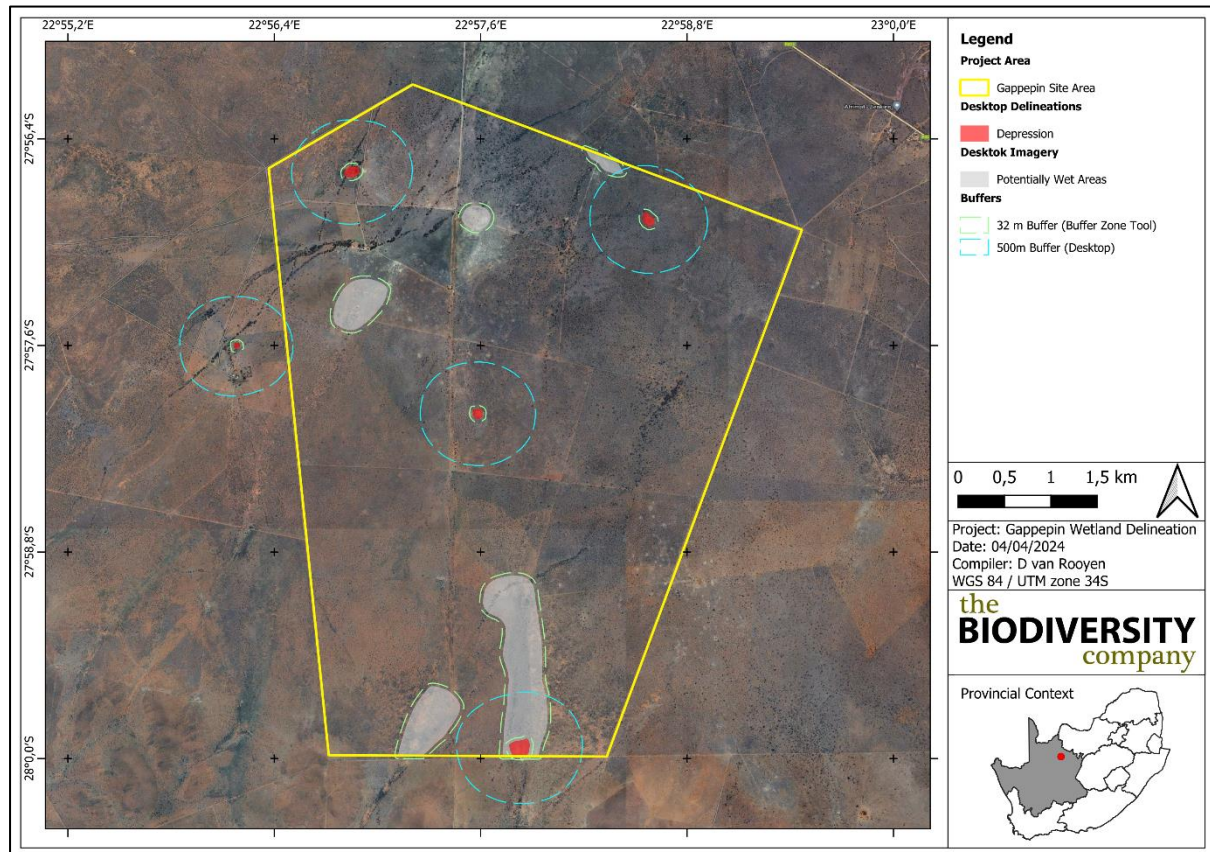 22°55,2'E 22°56,4'E 22°57,6'E 22°58,8'E 23°0,0'E
27°56,4'S
27°57,6'S
27°58,8'S
28°0,0'S
Legend
Project Area
Gappepin Site Area
Desktop Delineations
Depression
Desktok Imagery
Potentially Wet Areas
Buffers
32 m Buffer (Buffer Zone Tool)
500m Buffer (Desktop)
0 0,5 1 1,5 km
Project: Gappepin Wetland Delineation
Date: 04/04/2024
Compiler: D van Rooyen
WGS 84 / UTM zone 34S
the
BIODIVERSITY
company
Provincial Context